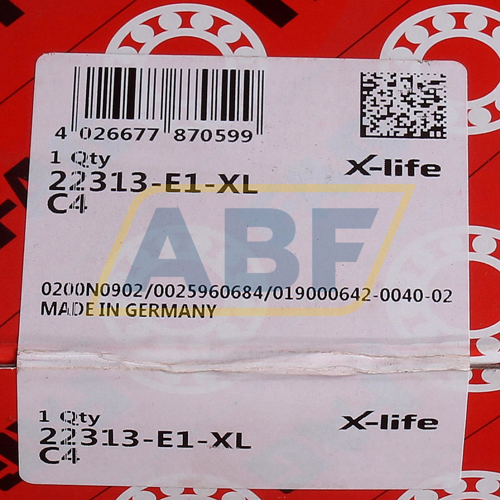 4 026677 870599
1 Qty
X-life
22313-E1-XL
C4
ABF
0200N0902/0025960684/019000642-0040-02
MADE IN GERMANY
1 Qty
X-life
22313-E1-XL
C4